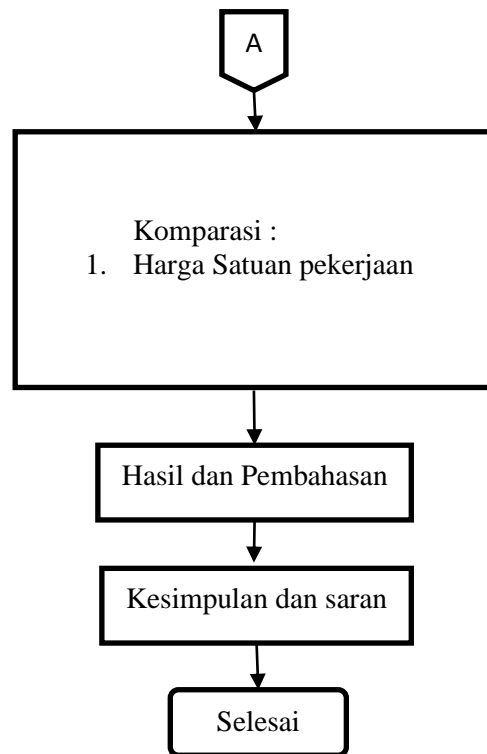 A
Komparasi :
1. Harga Satuan pekerjaan
Hasil dan Pembahasan
Kesimpulan dan saran
Selesai